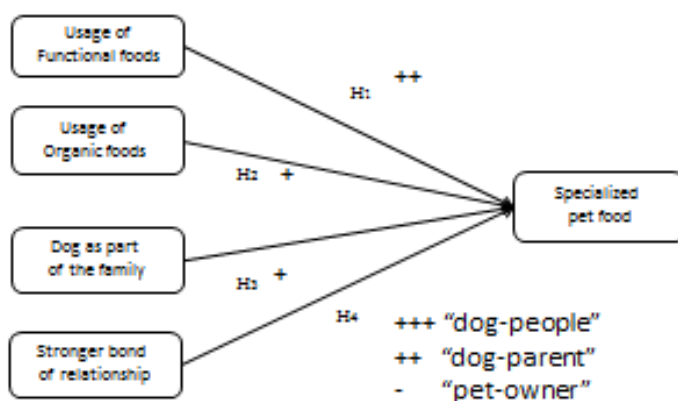 Usage of
Functional foods
H1 ++
Usage of
Organic foods
H2 +
Specialized
pet food
Dog as part
of the family
H3 +
H4
Stronger bond
of relationship
+++ “dog-people”
++ “dog-parent”
- “pet-owner”